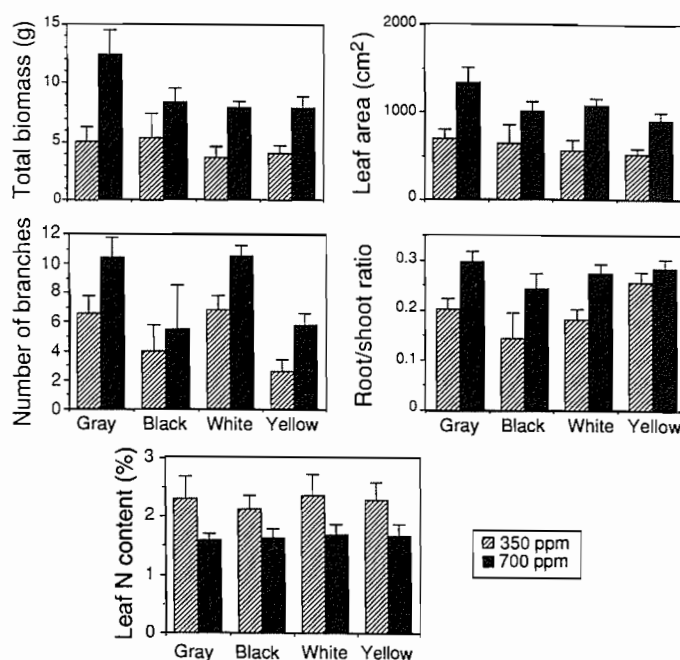 Total biomass (g)
15
10
5
0
Leaf area (cm²)
2000
1000
0
Number of branches
12
10
8
6
4
2
0
Gray Black White Yellow
Root/shoot ratio
0.3
0.2
0.1
0
Gray Black White Yellow
Leaf N content (%)
3
2
1
0
Gray Black White Yellow
350 ppm
700 ppm